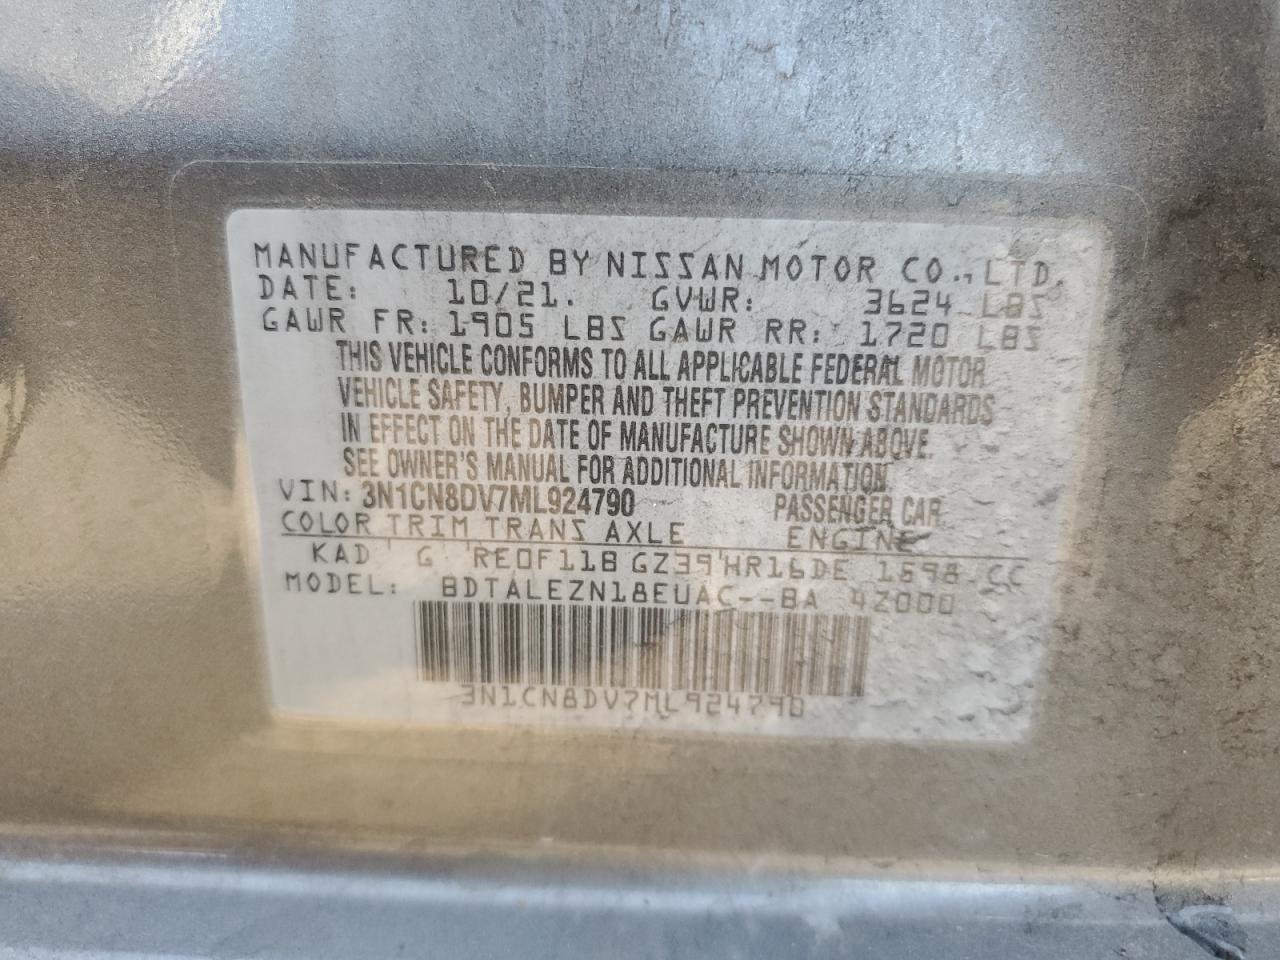 MANUFACTURED BY NISSAN MOTOR CO., LTD.
DATE: 10/21. GVWR: 3624 LBS
GAWR FR: 1905 LBS GAWR RR: 1720 LBS
THIS VEHICLE CONFORMS TO ALL APPLICABLE FEDERAL MOTOR
VEHICLE SAFETY, BUMPER AND THEFT PREVENTION STANDARDS
IN EFFECT ON THE DATE OF MANUFACTURE SHOWN ABOVE.
SEE OWNER'S MANUAL FOR ADDITIONAL INFORMATION
VIN: 3N1CN8DV7ML924790 PASSENGER CAR
COLOR TRIM TRANS AXLE ENGINE
KAD G RE0F11B GZ39 HR16DE 1598 CC
MODEL: BDTALEZN18EUAC--BA 42000
3N1CN8DV7ML924790